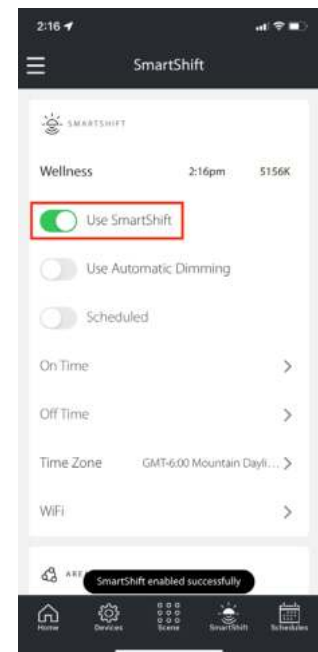 2:16
SmartShift
SMARTSHIFT
Wellness 2:16pm 5156K
Use SmartShift
Use Automatic Dimming
Scheduled
On Time
Off Time
Time Zone GMT-6:00 Mountain Dayli...
WiFi
ARE
SmartShift enabled successfully
Home Devices Scene SmartShift Schedules